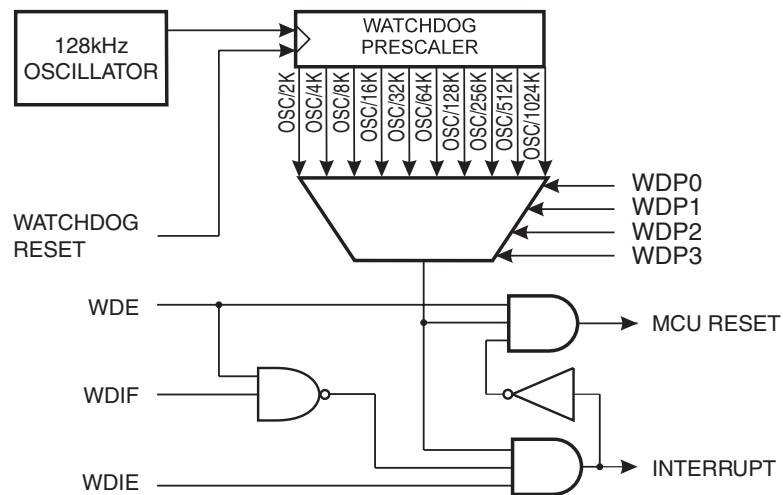 128kHz
OSCILLATOR
WATCHDOG
PRESCALER
OSC/2K
OSC/4K
OSC/8K
OSC/16K
OSC/32K
OSC/64K
OSC/128K
OSC/256K
OSC/512K
OSC/1024K
WDP0
WDP1
WDP2
WDP3
WATCHDOG
RESET
WDE
MCU RESET
WDIF
INTERRUPT
WDIE